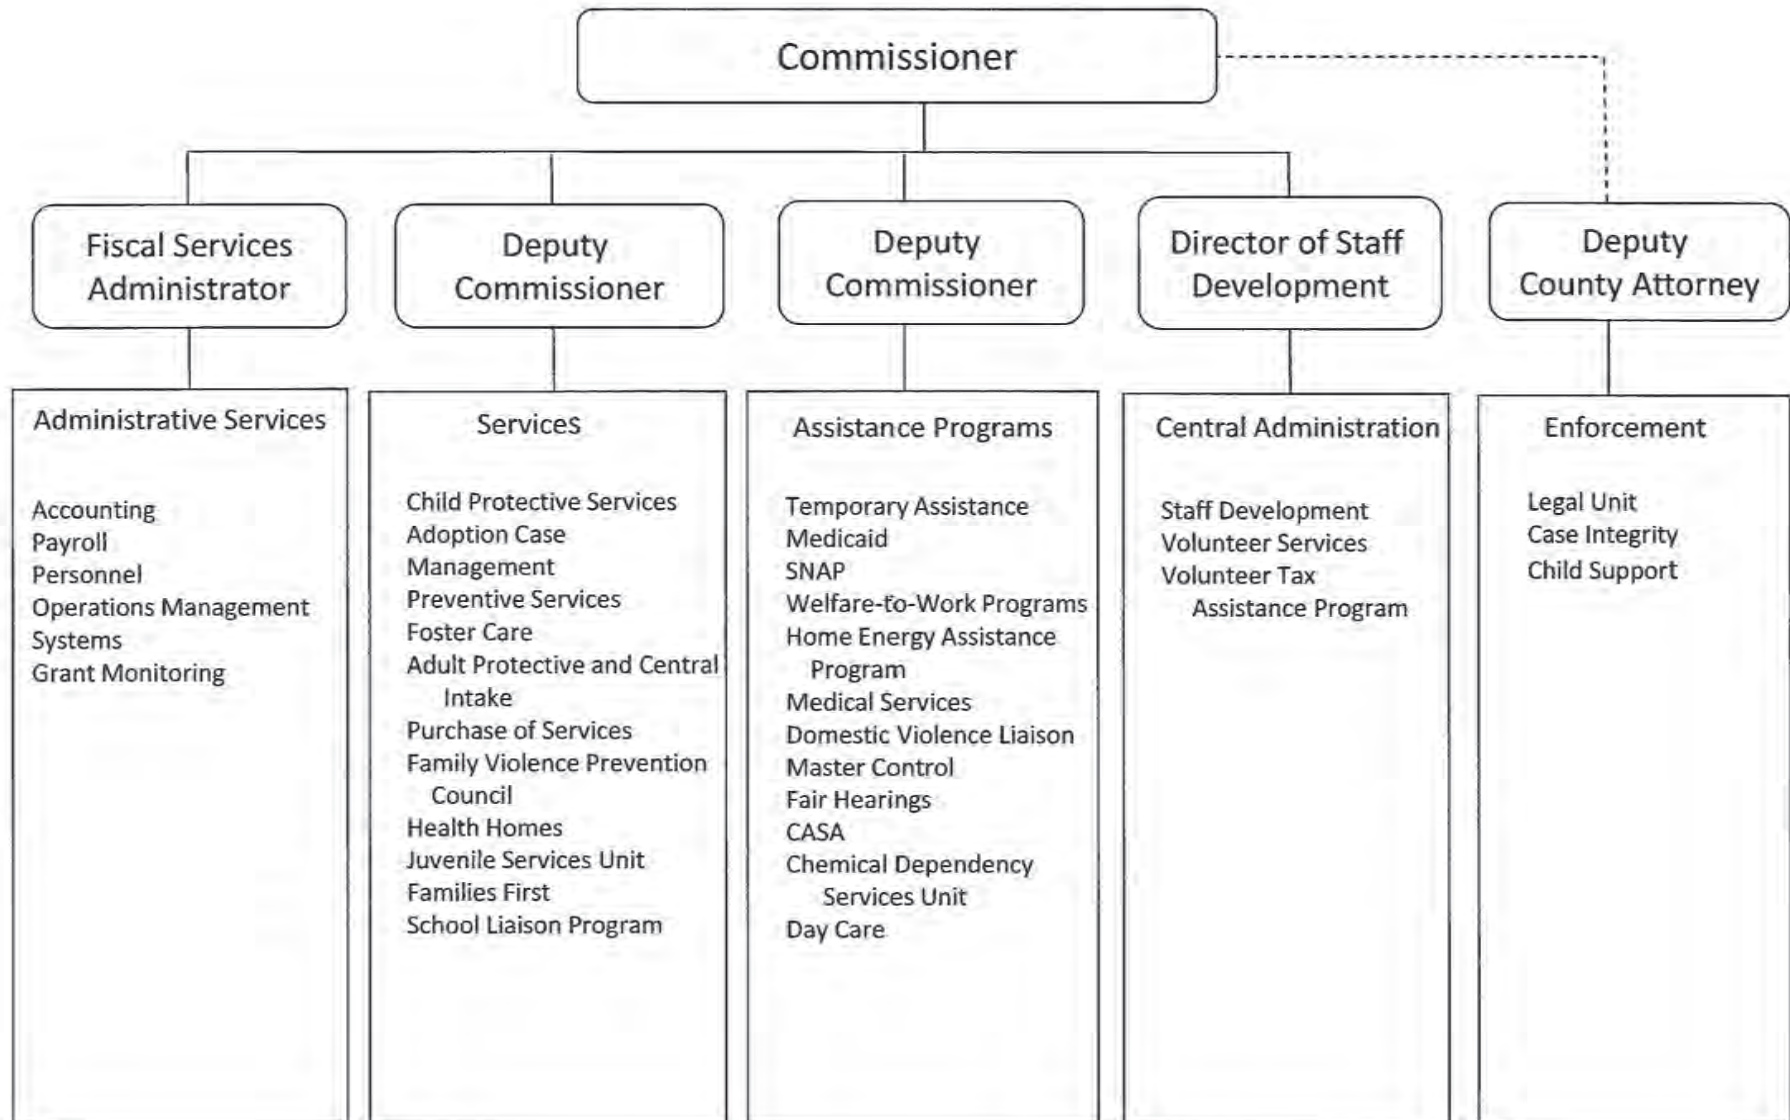 Commissioner
Fiscal Services
Administrator
Deputy
Commissioner
Deputy
Commissioner
Director of Staff
Development
Deputy
County Attorney
Administrative Services
Accounting
Payroll
Personnel
Operations Management
Systems
Grant Monitoring
Services
Child Protective Services
Adoption Case
Management
Preventive Services
Foster Care
Adult Protective and Central
Intake
Purchase of Services
Family Violence Prevention
Council
Health Homes
Juvenile Services Unit
Families First
School Liaison Program
Assistance Programs
Temporary Assistance
Medicaid
SNAP
Welfare-to-Work Programs
Home Energy Assistance
Program
Medical Services
Domestic Violence Liaison
Master Control
Fair Hearings
CASA
Chemical Dependency
Services Unit
Day Care
Central Administration
Staff Development
Volunteer Services
Volunteer Tax
Assistance Program
Enforcement
Legal Unit
Case Integrity
Child Support